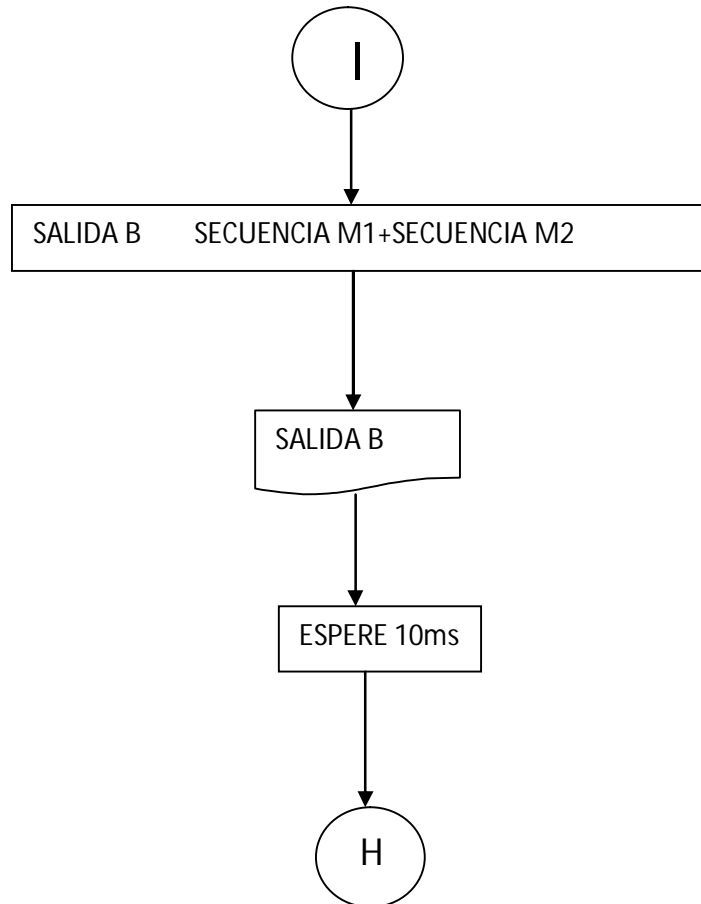 I
SALIDA B SECUENCIA M1+SECUENCIA M2
SALIDA B
ESPERE 10ms
H